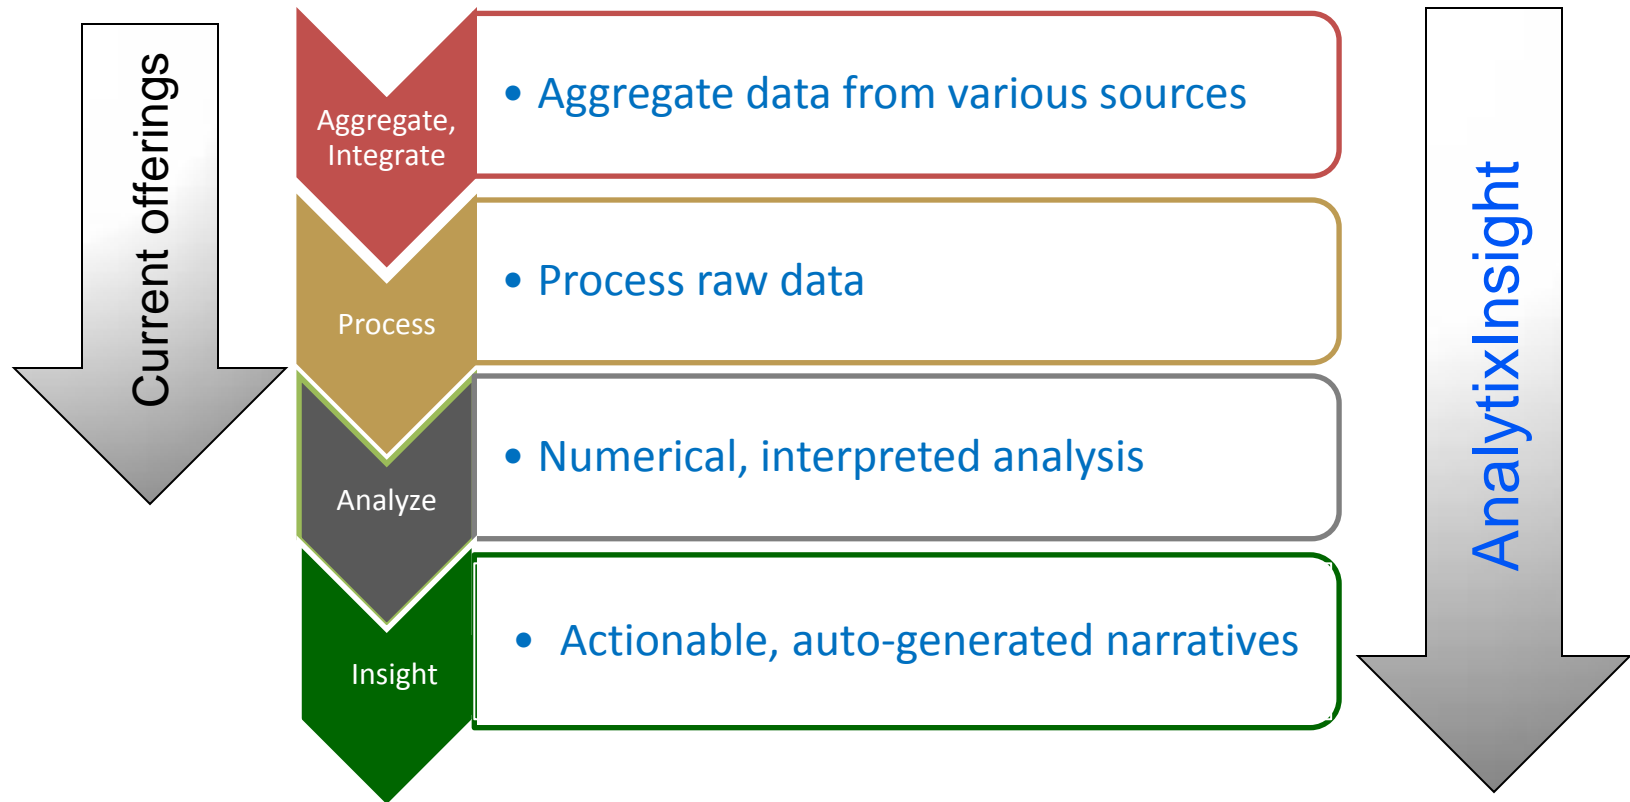 Current offerings
Aggregate,
Integrate
• Aggregate data from various sources
Process
• Process raw data
Analyze
• Numerical, interpreted analysis
Insight
• Actionable, auto-generated narratives
AnalytixInsight